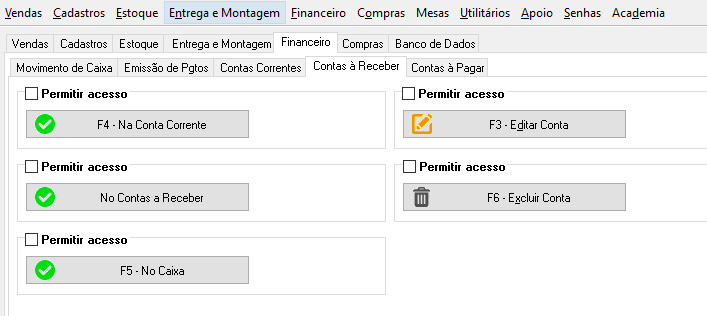 Vendas Cadastros Estoque Entrega e Montagem Financeiro Compras Mesas Utilitários Apoio Senhas Academia
Vendas Cadastros Estoque Entrega e Montagem Financeiro Compras Banco de Dados
Movimento de Caixa Emissão de Pgtos Contas Correntes Contas à Receber Contas à Pagar
Permitir acesso
F4 - Na Conta Corrente
Permitir acesso
F3 - Editar Conta
Permitir acesso
No Contas a Receber
Permitir acesso
F6 - Excluir Conta
Permitir acesso
F5 - No Caixa